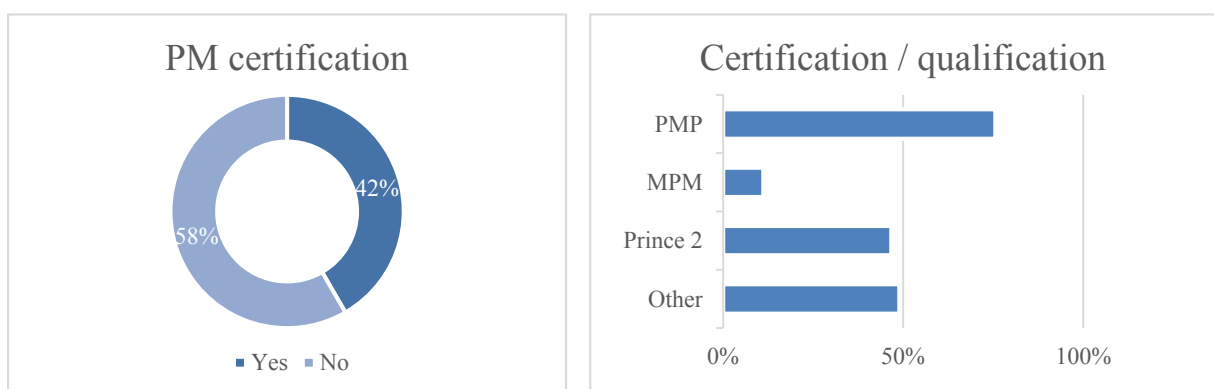 PM certification
42%
58%
Yes No
Certification / qualification
PMP
MPM
Prince 2
Other
0% 50% 100%